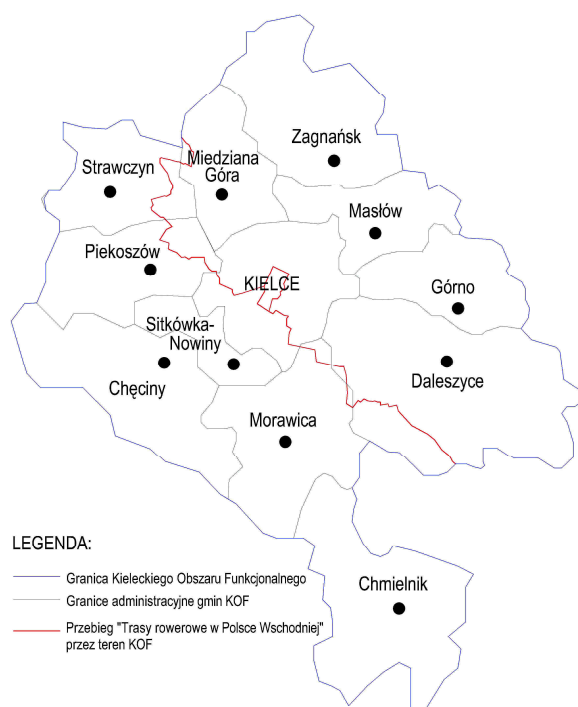 Zagnańsk
Miedziana
Góra
Strawczyn
Masłów
Piekoszów
KIELCE
Górno
Sitkówka-
Nowiny
Chęciny
Daleszyce
Morawica
LEGENDA:
Granica Kieleckiego Obszaru Funkcjonalnego
Granice administracyjne gmin KOF
Przebieg "Trasy rowerowe w Polsce Wschodniej"
przez teren KOF
Chmielnik